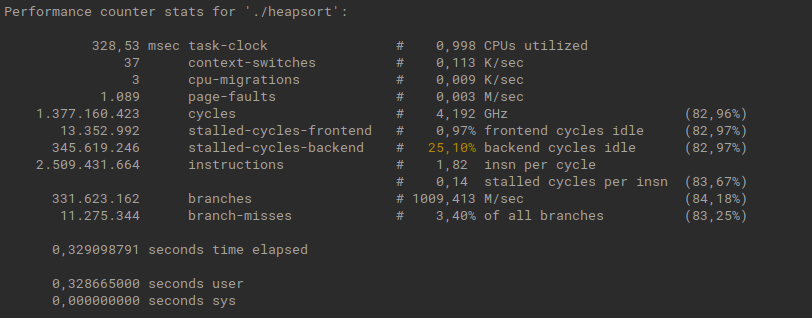 Performance counter stats for './heapsort':
328,53 msec task-clock # 0,998 CPUs utilized
37 context-switches # 0,113 K/sec
3 cpu-migrations # 0,009 K/sec
1.089 page-faults # 0,003 M/sec
1.377.160.423 cycles # 4,192 GHz (82,96%)
13.352.992 stalled-cycles-frontend # 0,97% frontend cycles idle (82,97%)
345.619.246 stalled-cycles-backend # 25,10% backend cycles idle (82,97%)
2.509.431.664 instructions # 1,82 insn per cycle
# 0,14 stalled cycles per insn (83,67%)
331.623.162 branches # 1009,413 M/sec (84,18%)
11.275.344 branch-misses # 3,40% of all branches (83,25%)
0,329098791 seconds time elapsed
0,328665000 seconds user
0,000000000 seconds sys